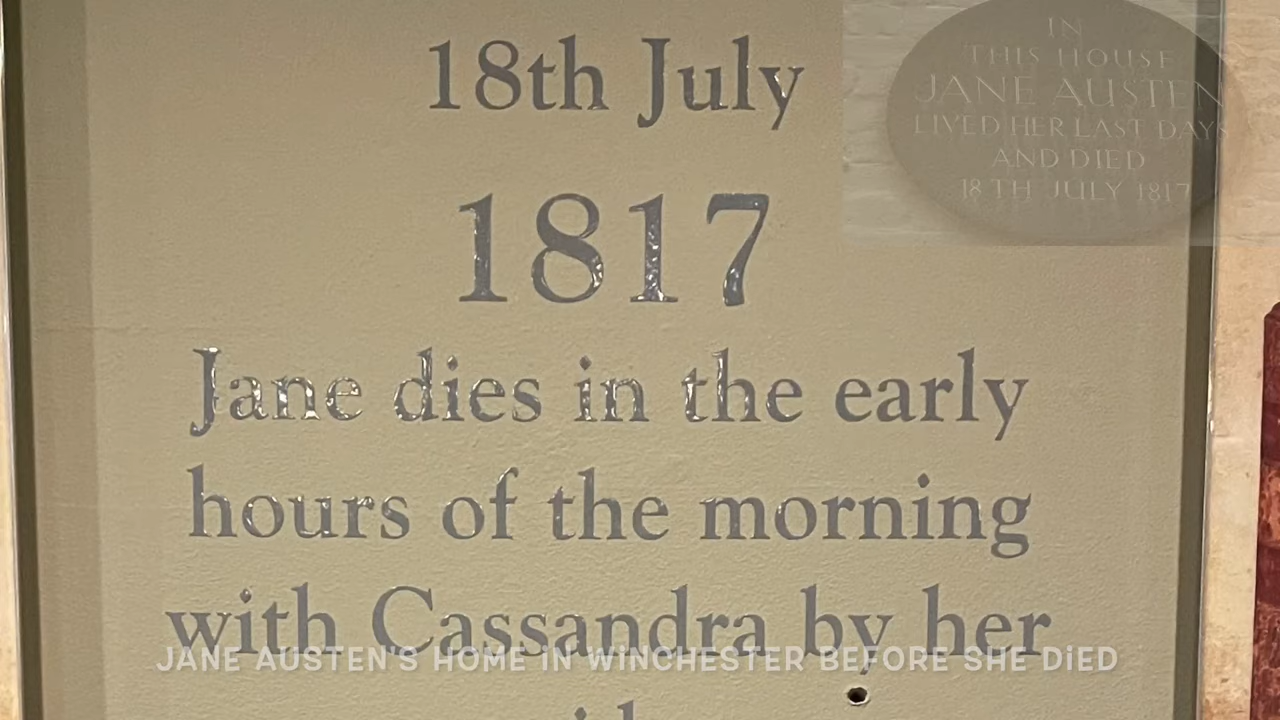 18th July
1817
Jane dies in the early
hours of the morning
with Cassandra by her
IN
THIS HOUSE
JANE AUSTEN
LIVED HER LAST DAYS
AND DIED
18TH JULY 1817
JANE AUSTEN'S HOME IN WINCHESTER BEFORE SHE DIED